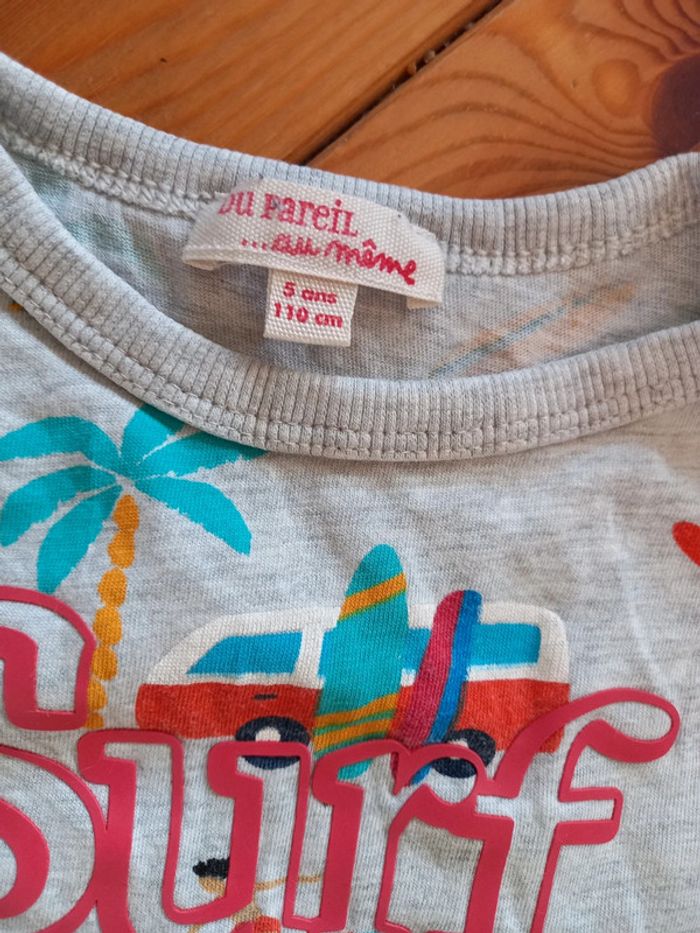 DU PAREIL
...au même
5 ans
110 cm
Surf